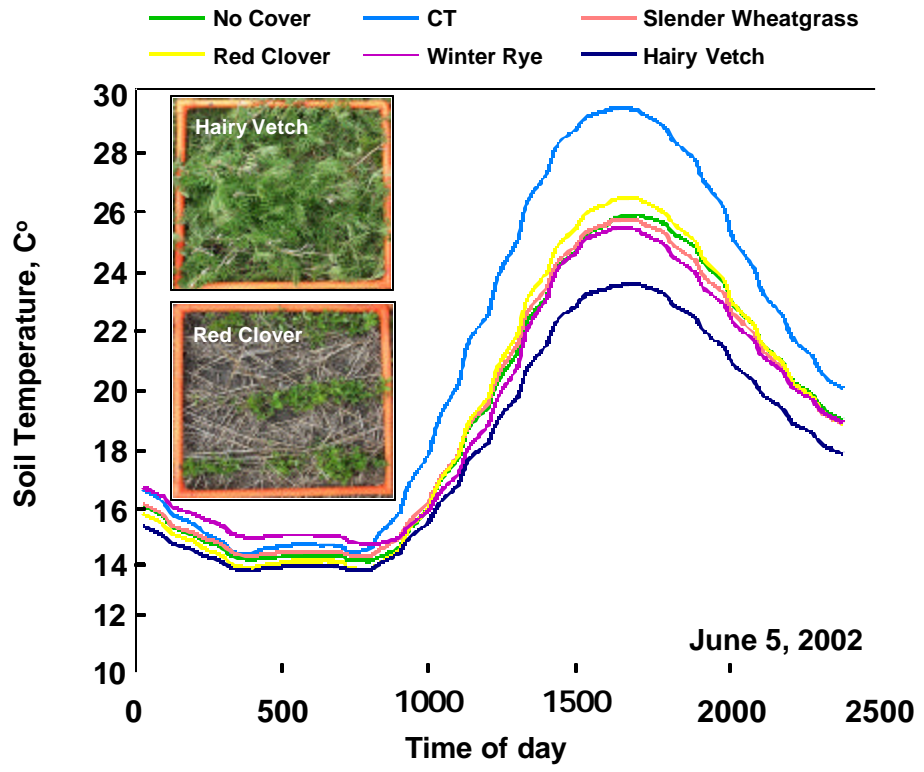 No Cover CT Slender Wheatgrass
Red Clover Winter Rye Hairy Vetch
30
28
26
24
22
20
18
16
14
12
10
Soil Temperature, Cº
Hairy Vetch
Red Clover
June 5, 2002
0 500 1000 1500 2000 2500
Time of day